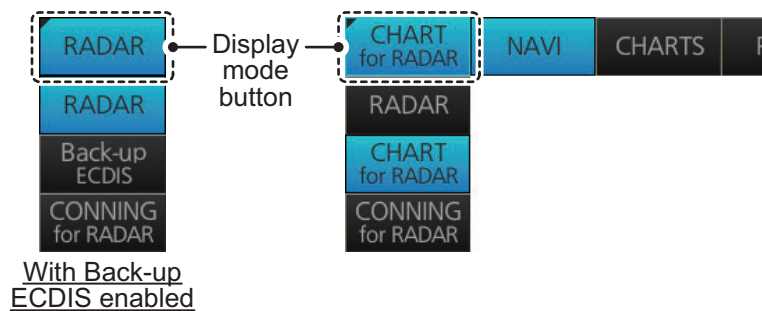 RADAR
Display
mode
button
CHART
for RADAR
NAVI
CHARTS
RADAR
Back-up
ECDIS
CONNING
for RADAR
RADAR
CHART
for RADAR
CONNING
for RADAR
With Back-up
ECDIS enabled